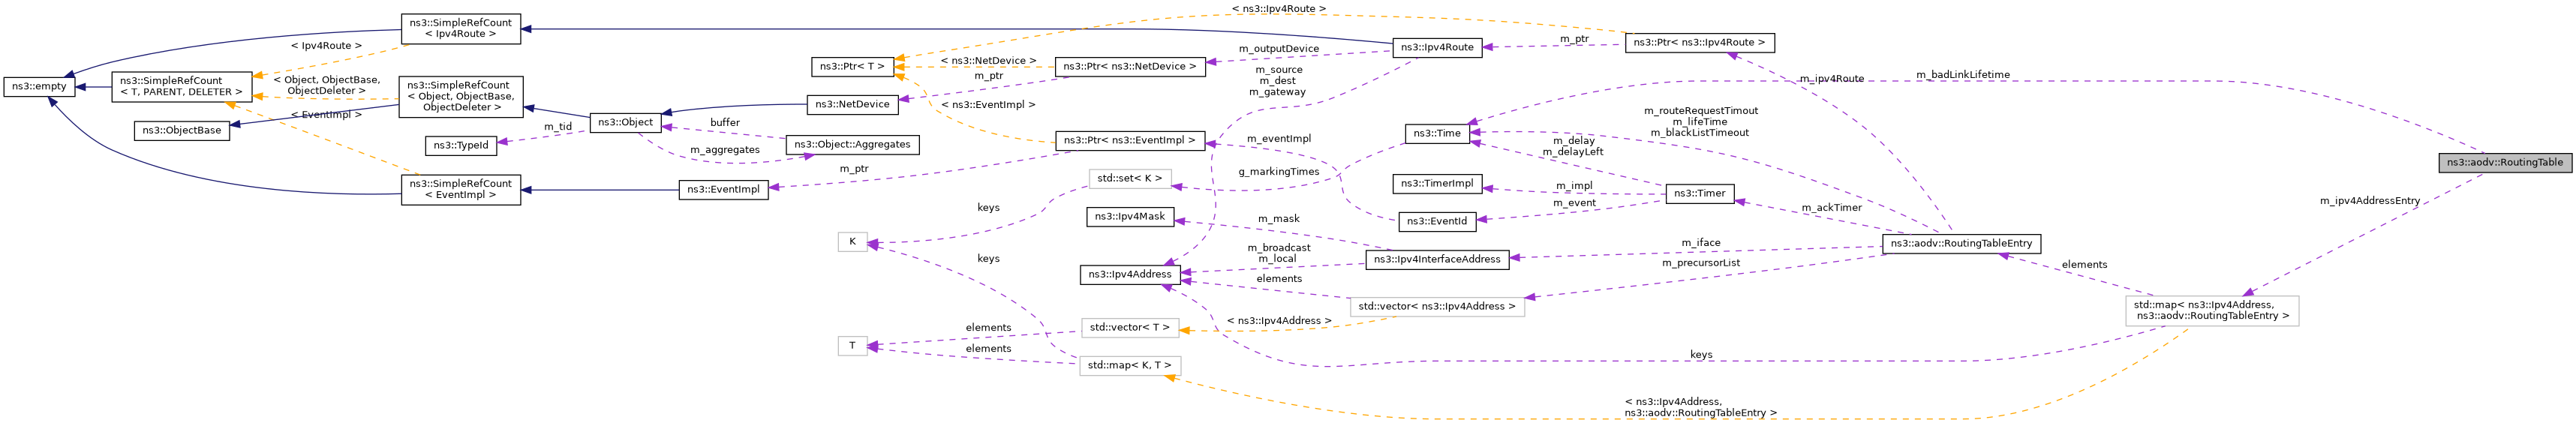 ns3::empty
ns3::SimpleRefCount
< T, PARENT, DELETER >
ns3::ObjectBase
ns3::SimpleRefCount
< Ipv4Route >
< Ipv4Route >
< Object, ObjectBase,
ObjectDeleter >
< EventImpl >
ns3::SimpleRefCount
< Object, ObjectBase,
ObjectDeleter >
ns3::TypeId
ns3::SimpleRefCount
< EventImpl >
m_tid
ns3::Object
buffer
m_aggregates
ns3::EventImpl
ns3::Ptr< T >
ns3::NetDevice
ns3::Object::Aggregates
m_ptr
K
T
< ns3::NetDevice >
m_ptr
< ns3::EventImpl >
keys
keys
elements
elements
ns3::Ptr< ns3::NetDevice >
ns3::Ptr< ns3::EventImpl >
std::set< K >
ns3::Ipv4Mask
ns3::Ipv4Address
std::vector< T >
std::map< K, T >
< ns3::Ipv4Route >
m_outputDevice
m_source
m_dest
m_gateway
m_eventImpl
g_markingTimes
m_mask
m_broadcast
m_local
elements
< ns3::Ipv4Address >
ns3::Ipv4Route
ns3::Time
ns3::TimerImpl
ns3::EventId
ns3::Ipv4InterfaceAddress
std::vector< ns3::Ipv4Address >
m_ptr
m_routeRequestTimout
m_lifeTime
m_blackListTimeout
m_delay
m_delayLeft
m_impl
m_event
ns3::Ptr< ns3::Ipv4Route >
ns3::Timer
m_iface
m_precursorList
keys
< ns3::Ipv4Address,
ns3::aodv::RoutingTableEntry >
m_ipv4Route
m_ackTimer
m_badLinkLifetime
ns3::aodv::RoutingTableEntry
elements
std::map< ns3::Ipv4Address,
ns3::aodv::RoutingTableEntry >
m_ipv4AddressEntry
ns3::aodv::RoutingTable